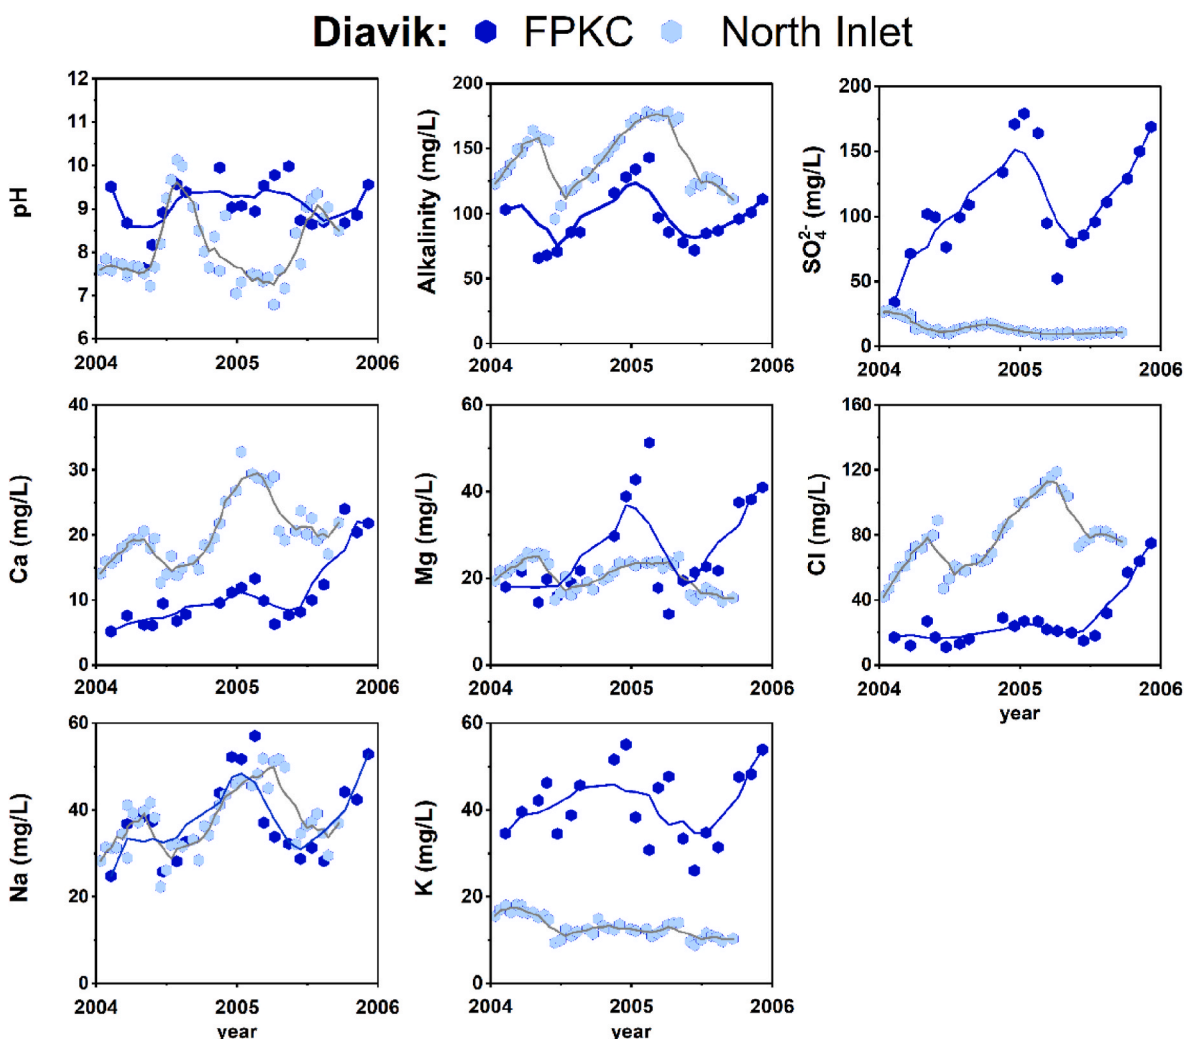 Diavik: FPKC North Inlet
pH
12
11
10
9
8
7
6
2004 2005 2006
Alkalinity (mg/L)
200
150
100
50
0
2004 2005 2006
SO₄²⁻ (mg/L)
200
150
100
50
0
2004 2005 2006
Ca (mg/L)
40
30
20
10
0
2004 2005 2006
Mg (mg/L)
60
40
20
0
2004 2005 2006
Cl (mg/L)
160
120
80
40
0
2004 2005 2006
year
Na (mg/L)
60
40
20
0
2004 2005 2006
year
K (mg/L)
60
40
20
0
2004 2005 2006
year